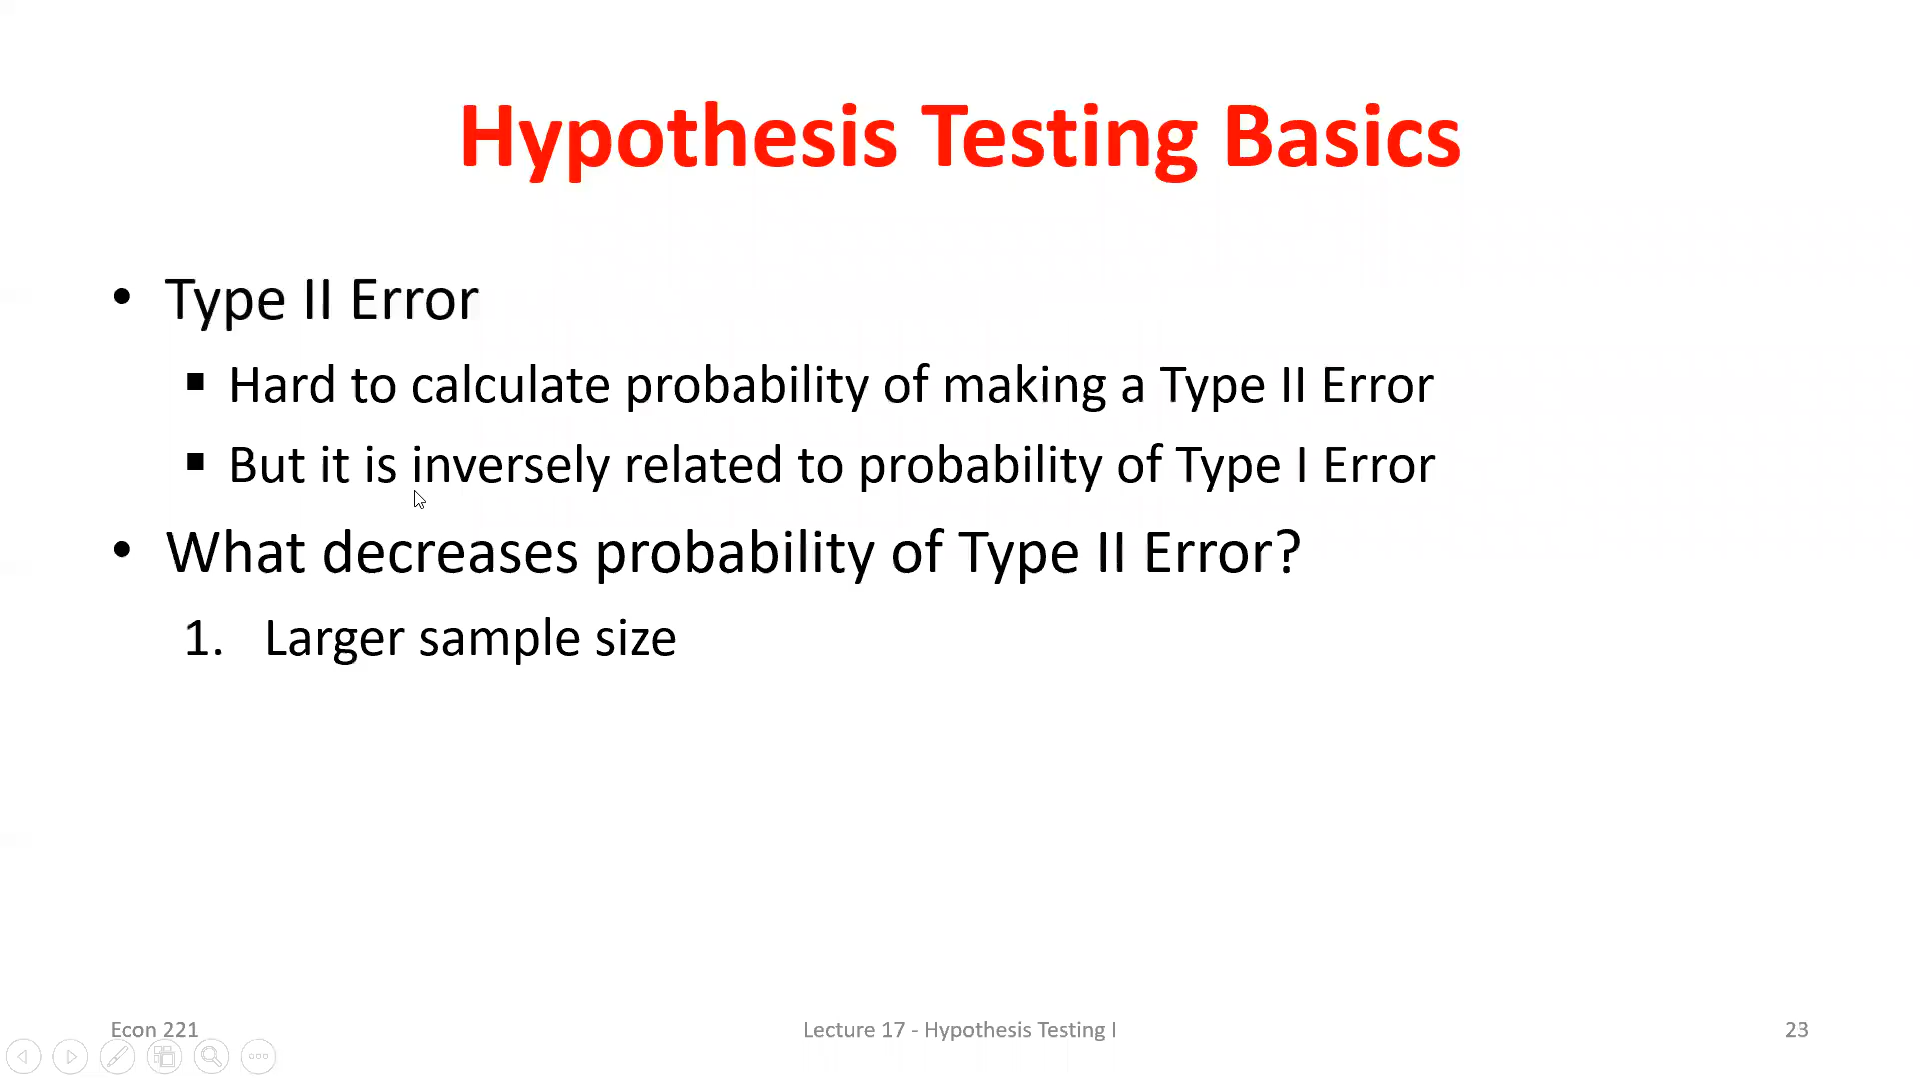 Hypothesis Testing Basics
• Type II Error
▪ Hard to calculate probability of making a Type II Error
▪ But it is inversely related to probability of Type I Error
• What decreases probability of Type II Error?
1. Larger sample size
Econ 221
Lecture 17 - Hypothesis Testing I
23